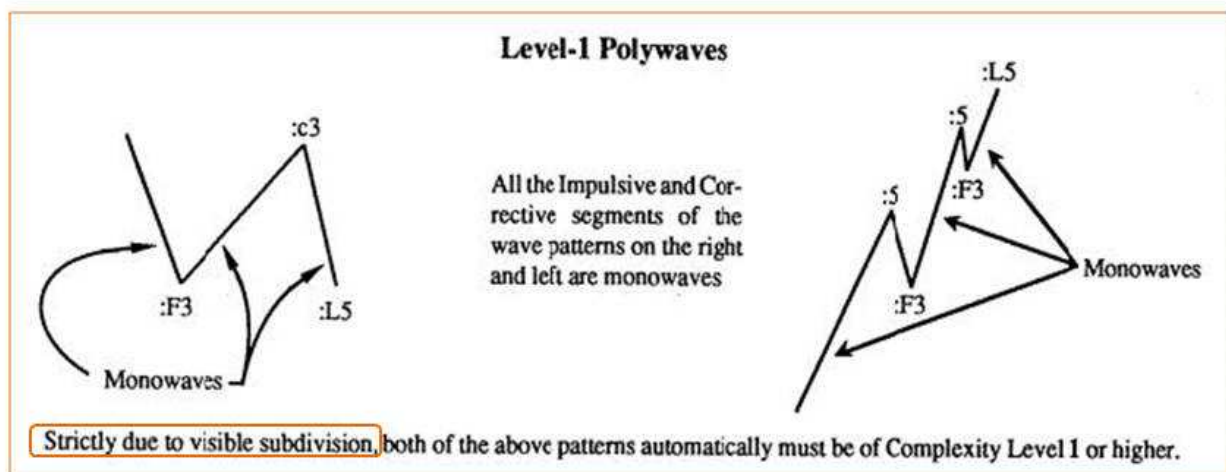 Level-1 Polywaves
:c3
:F3
:L5
Monowaves
All the Impulsive and Cor-
rective segments of the
wave patterns on the right
and left are monowaves
:L5
:5
:F3
:5
:F3
Monowaves
Strictly due to visible subdivision, both of the above patterns automatically must be of Complexity Level 1 or higher.